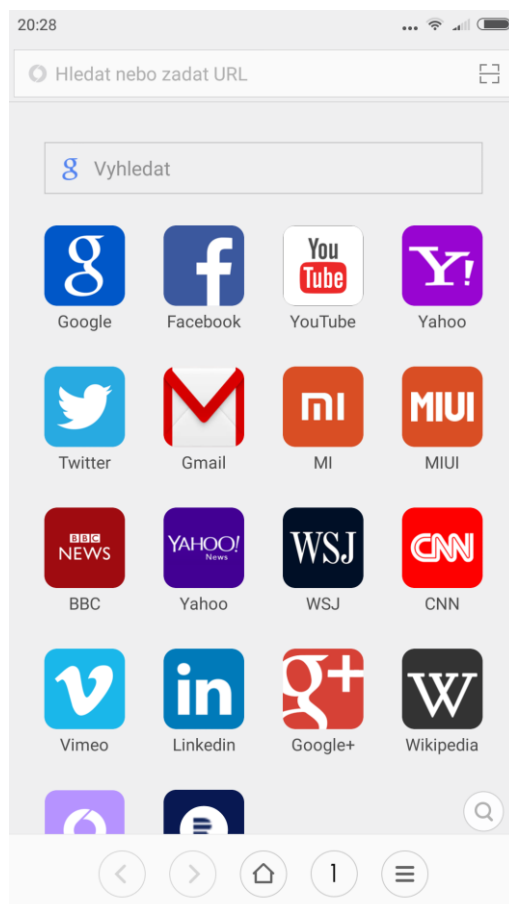 20:28
Hledat nebo zadat URL
g Vyhledat
g f You Tube Y!
Google Facebook YouTube Yahoo
mi MIUI
Twitter Gmail MI MIUI
BBC NEWS YAHOO! News WSJ CNN
BBC Yahoo WSJ CNN
v in g+ W
Vimeo Linkedin Google+ Wikipedia
1